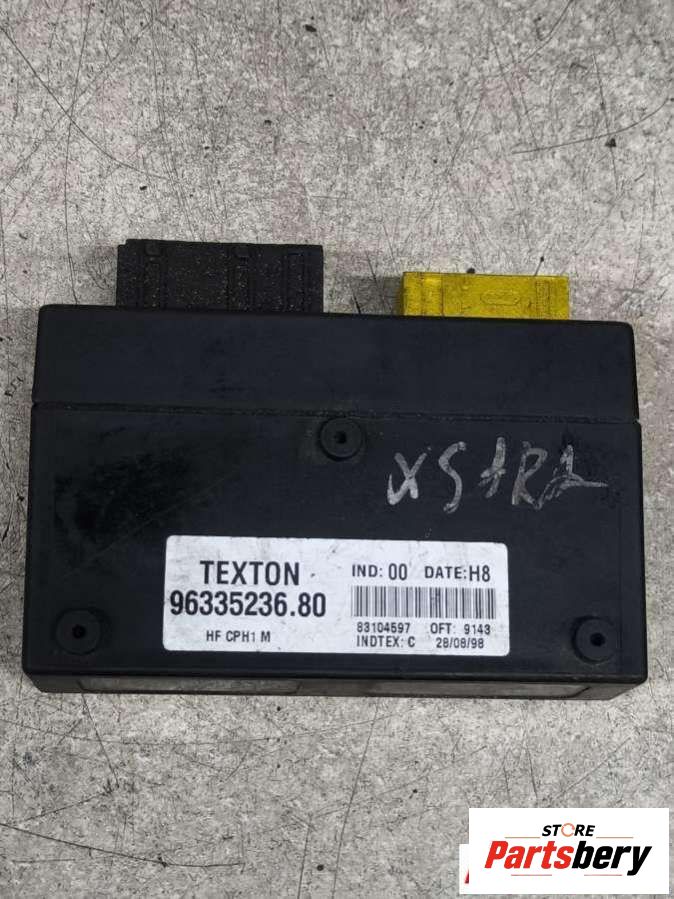 XSARA
TEXTON
96335236.80
HF CPH1 M
IND: 00 DATE:H8
83104597 OFT: 9143
INDTEX: C 28/08/98
STORE
Partsbery